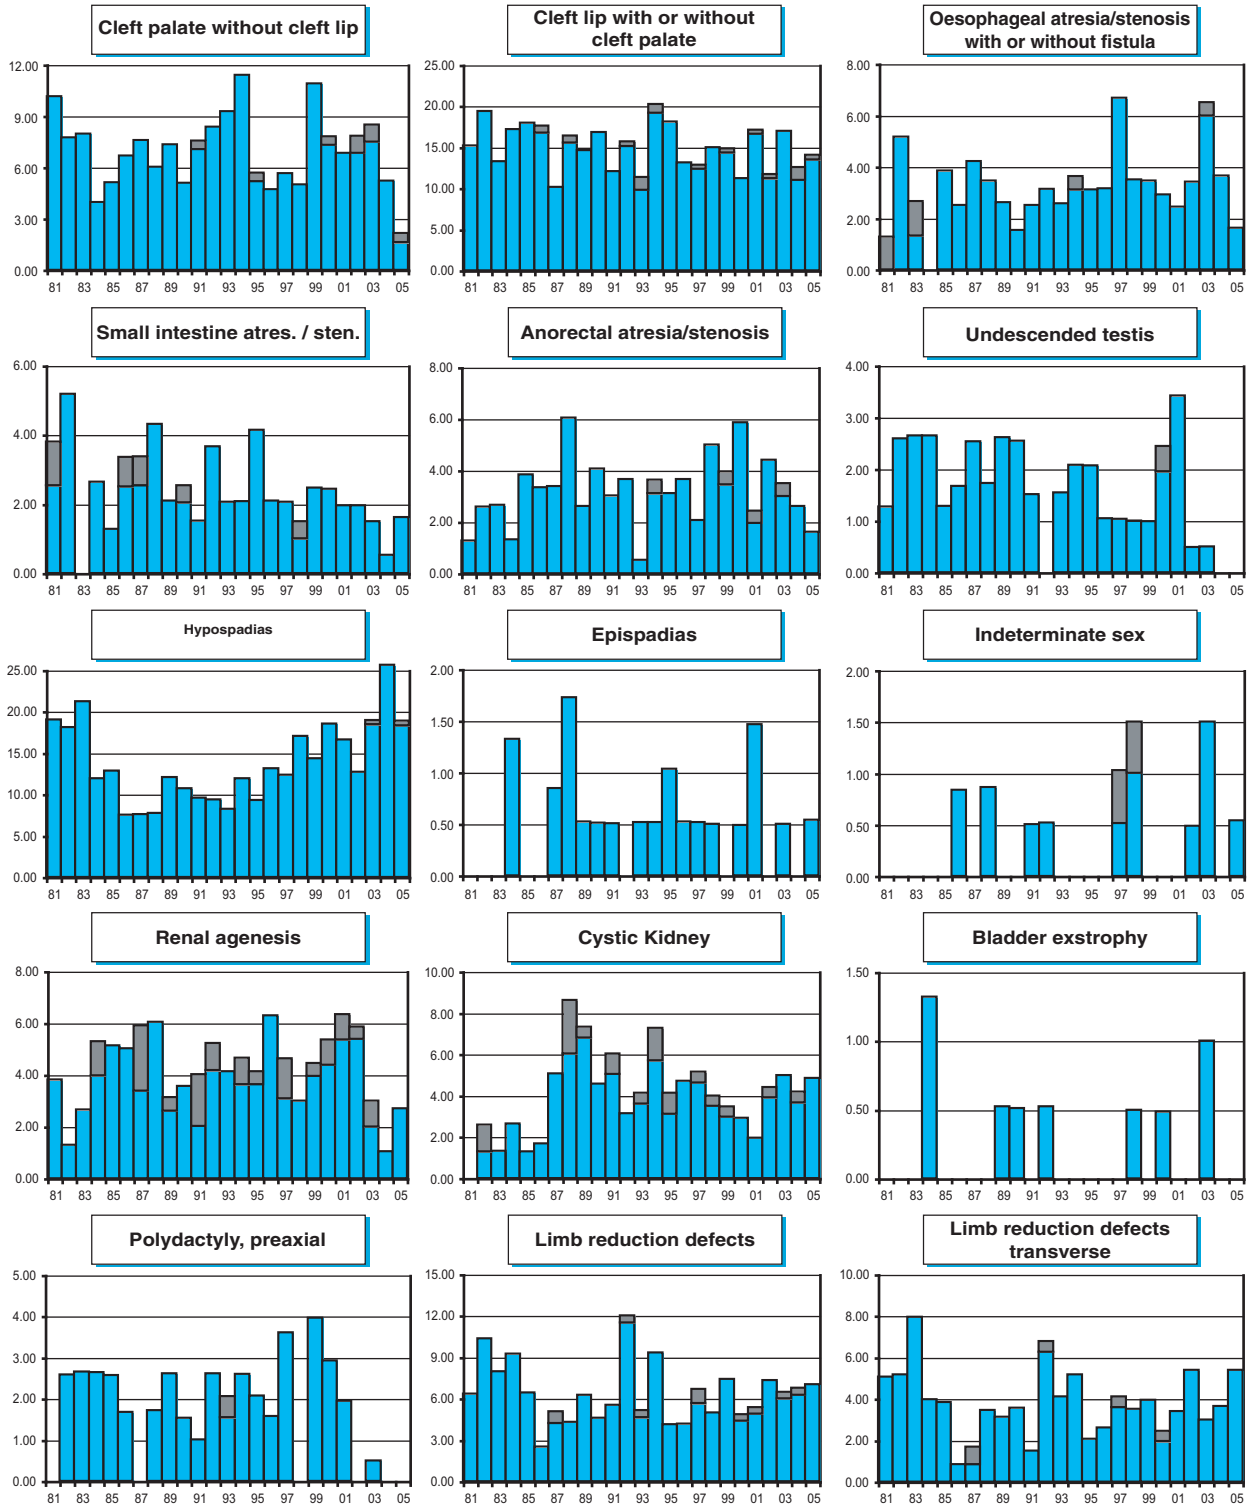 Cleft palate without cleft lip
12.00
9.00
6.00
3.00
0.00
81 83 85 87 89 91 93 95 97 99 01 03 05
Cleft lip with or without
cleft palate
25.00
20.00
15.00
10.00
5.00
0.00
81 83 85 87 89 91 93 95 97 99 01 03 05
Oesophageal atresia/stenosis
with or without fistula
8.00
6.00
4.00
2.00
0.00
81 83 85 87 89 91 93 95 97 99 01 03 05
Small intestine atres. / sten.
6.00
4.00
2.00
0.00
81 83 85 87 89 91 93 95 97 99 01 03 05
Anorectal atresia/stenosis
8.00
6.00
4.00
2.00
0.00
81 83 85 87 89 91 93 95 97 99 01 03 05
Undescended testis
4.00
3.00
2.00
1.00
0.00
81 83 85 87 89 91 93 95 97 99 01 03 05
Hypospadias
25.00
20.00
15.00
10.00
5.00
0.00
81 83 85 87 89 91 93 95 97 99 01 03 05
Epispadias
2.00
1.50
1.00
0.50
0.00
81 83 85 87 89 91 93 95 97 99 01 03 05
Indeterminate sex
2.00
1.50
1.00
0.50
0.00
81 83 85 87 89 91 93 95 97 99 01 03 05
Renal agenesis
8.00
6.00
4.00
2.00
0.00
81 83 85 87 89 91 93 95 97 99 01 03 05
Cystic Kidney
10.00
8.00
6.00
4.00
2.00
0.00
81 83 85 87 89 91 93 95 97 99 01 03 05
Bladder exstrophy
1.50
1.00
0.50
0.00
81 83 85 87 89 91 93 95 97 99 01 03 05
Polydactyly, preaxial
5.00
4.00
3.00
2.00
1.00
0.00
81 83 85 87 89 91 93 95 97 99 01 03 05
Limb reduction defects
15.00
12.00
9.00
6.00
3.00
0.00
81 83 85 87 89 91 93 95 97 99 01 03 05
Limb reduction defects
transverse
10.00
8.00
6.00
4.00
2.00
0.00
81 83 85 87 89 91 93 95 97 99 01 03 05